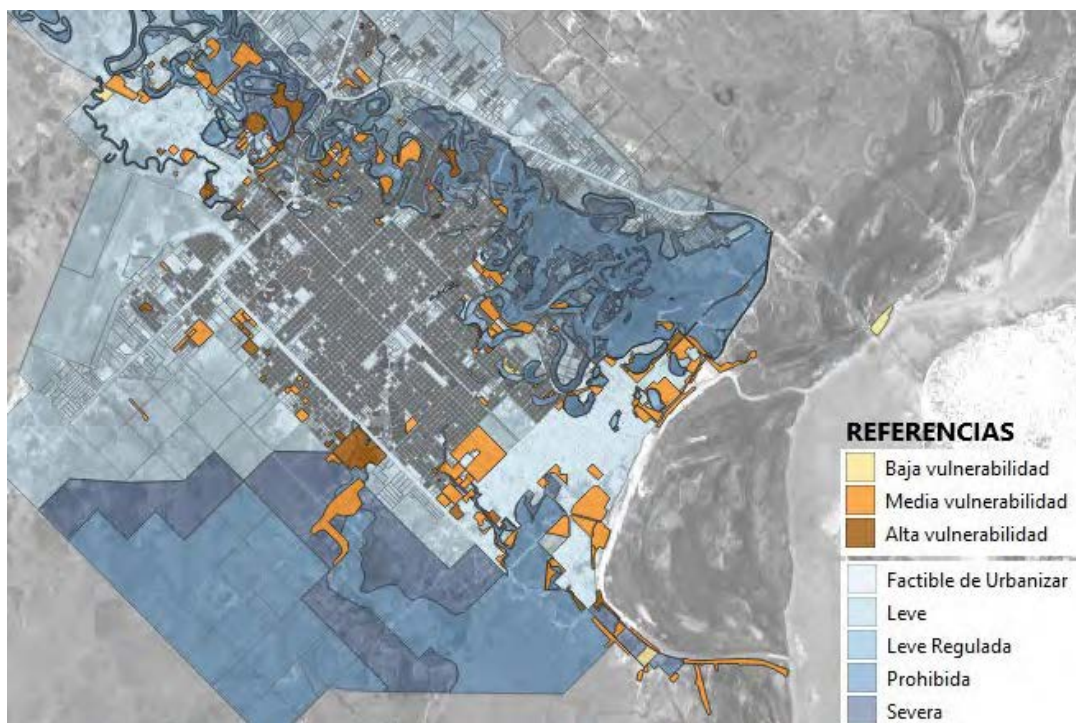 REFERENCIAS
Baja vulnerabilidad
Media vulnerabilidad
Alta vulnerabilidad
Factible de Urbanizar
Leve
Leve Regulada
Prohibida
Severa